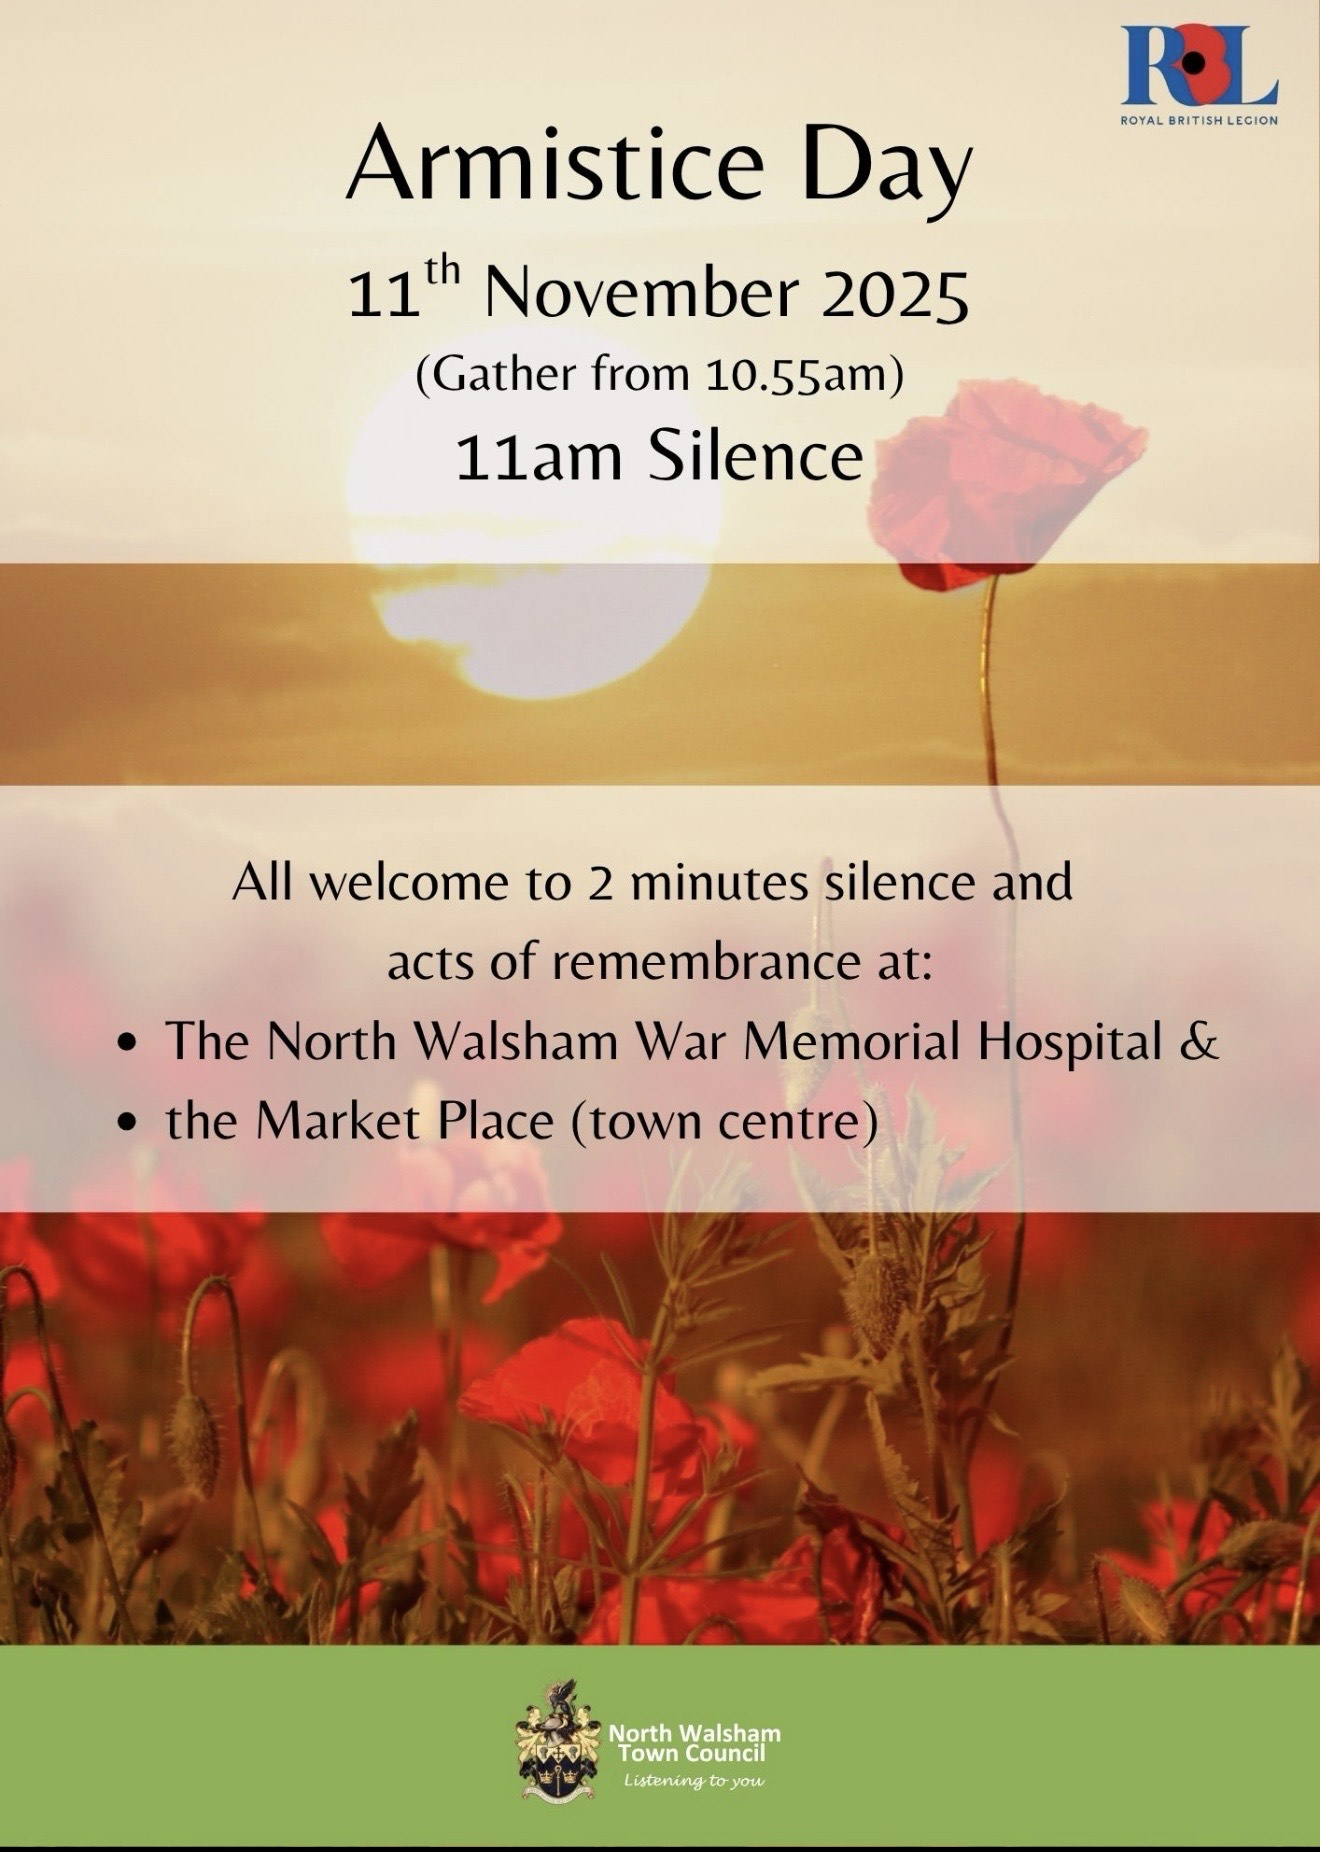 RBL
ROYAL BRITISH LEGION
Armistice Day
11th November 2025
(Gather from 10.55am)
11am Silence
All welcome to 2 minutes silence and
acts of remembrance at:
• The North Walsham War Memorial Hospital &
• the Market Place (town centre)
North Walsham
Town Council
Listening to you